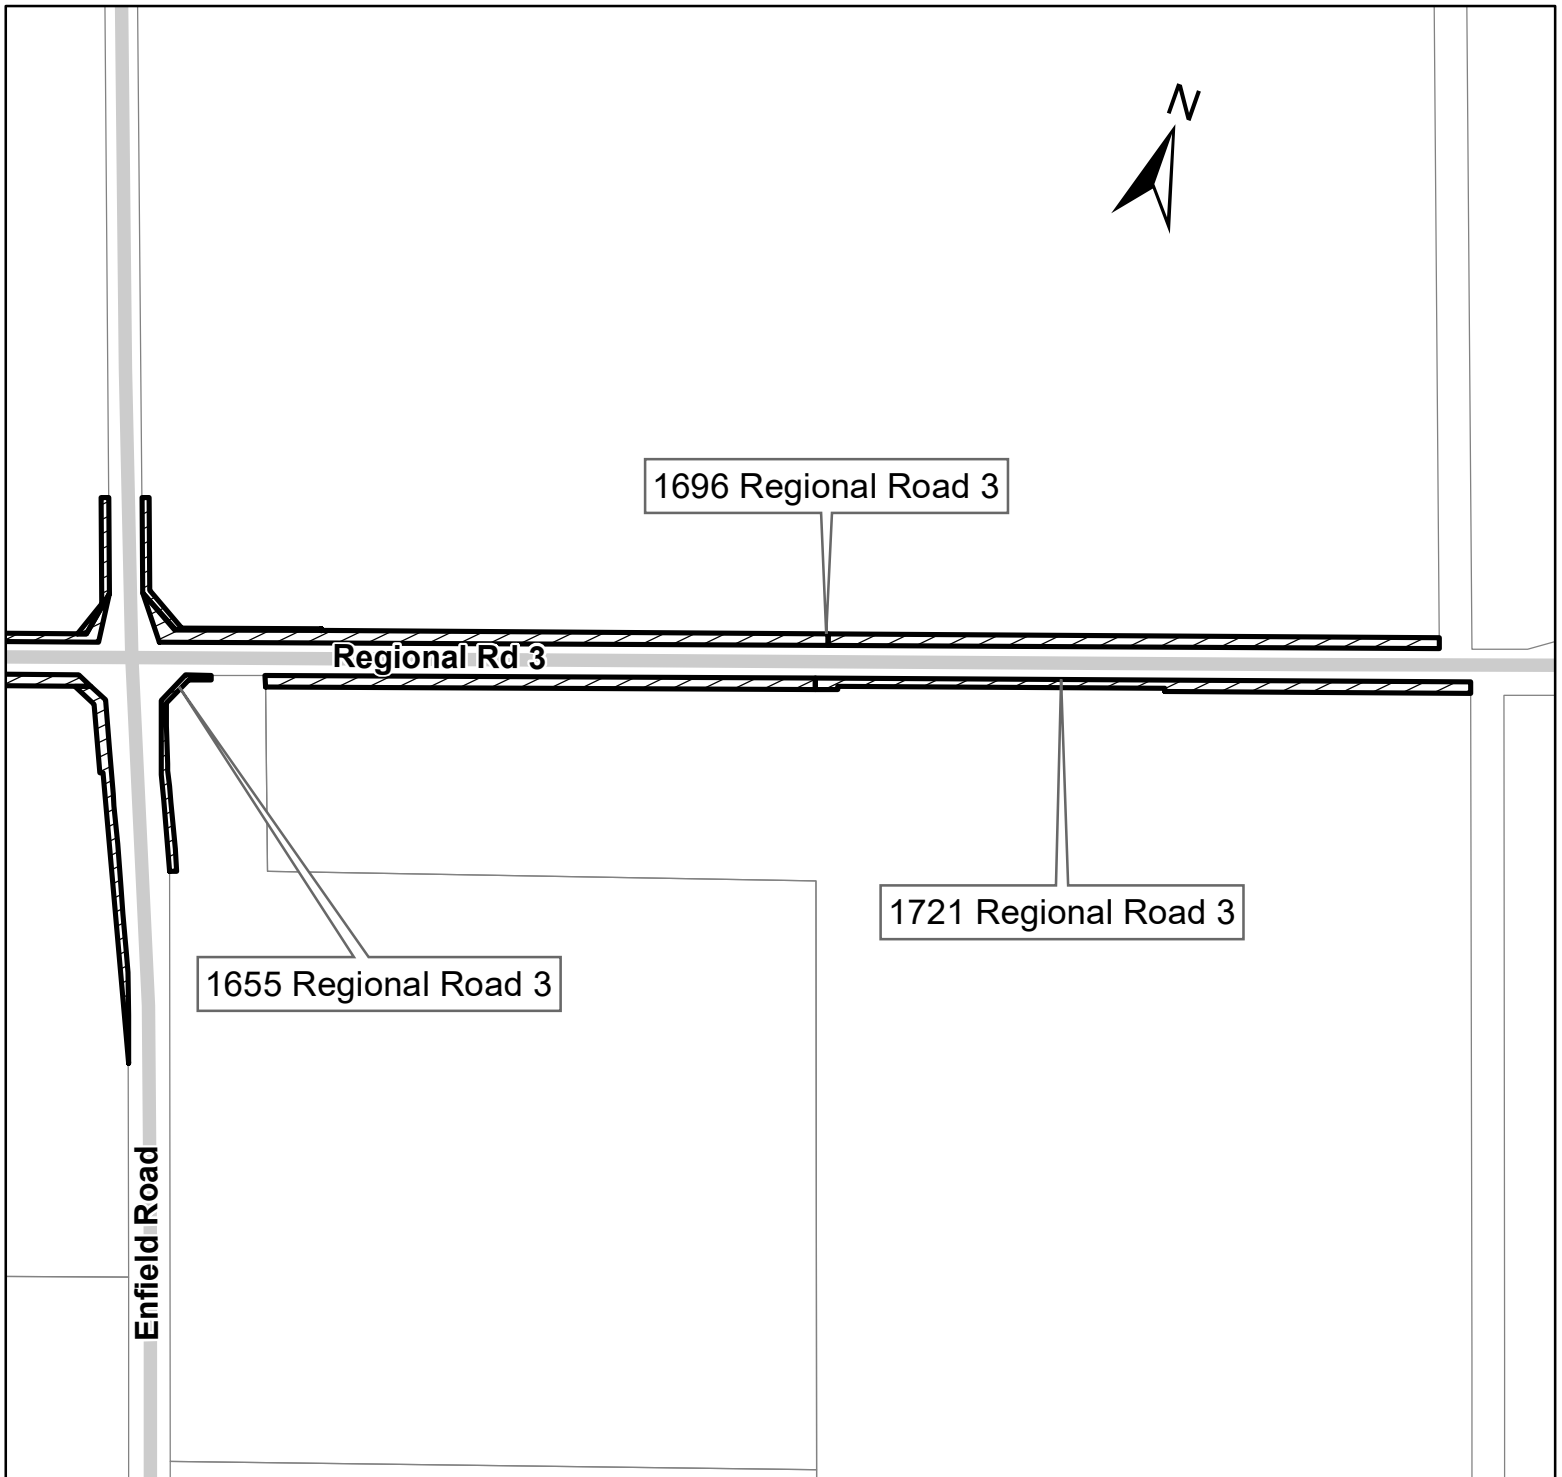 N
1696 Regional Road 3
Regional Rd 3
1721 Regional Road 3
1655 Regional Road 3
Enfield Road